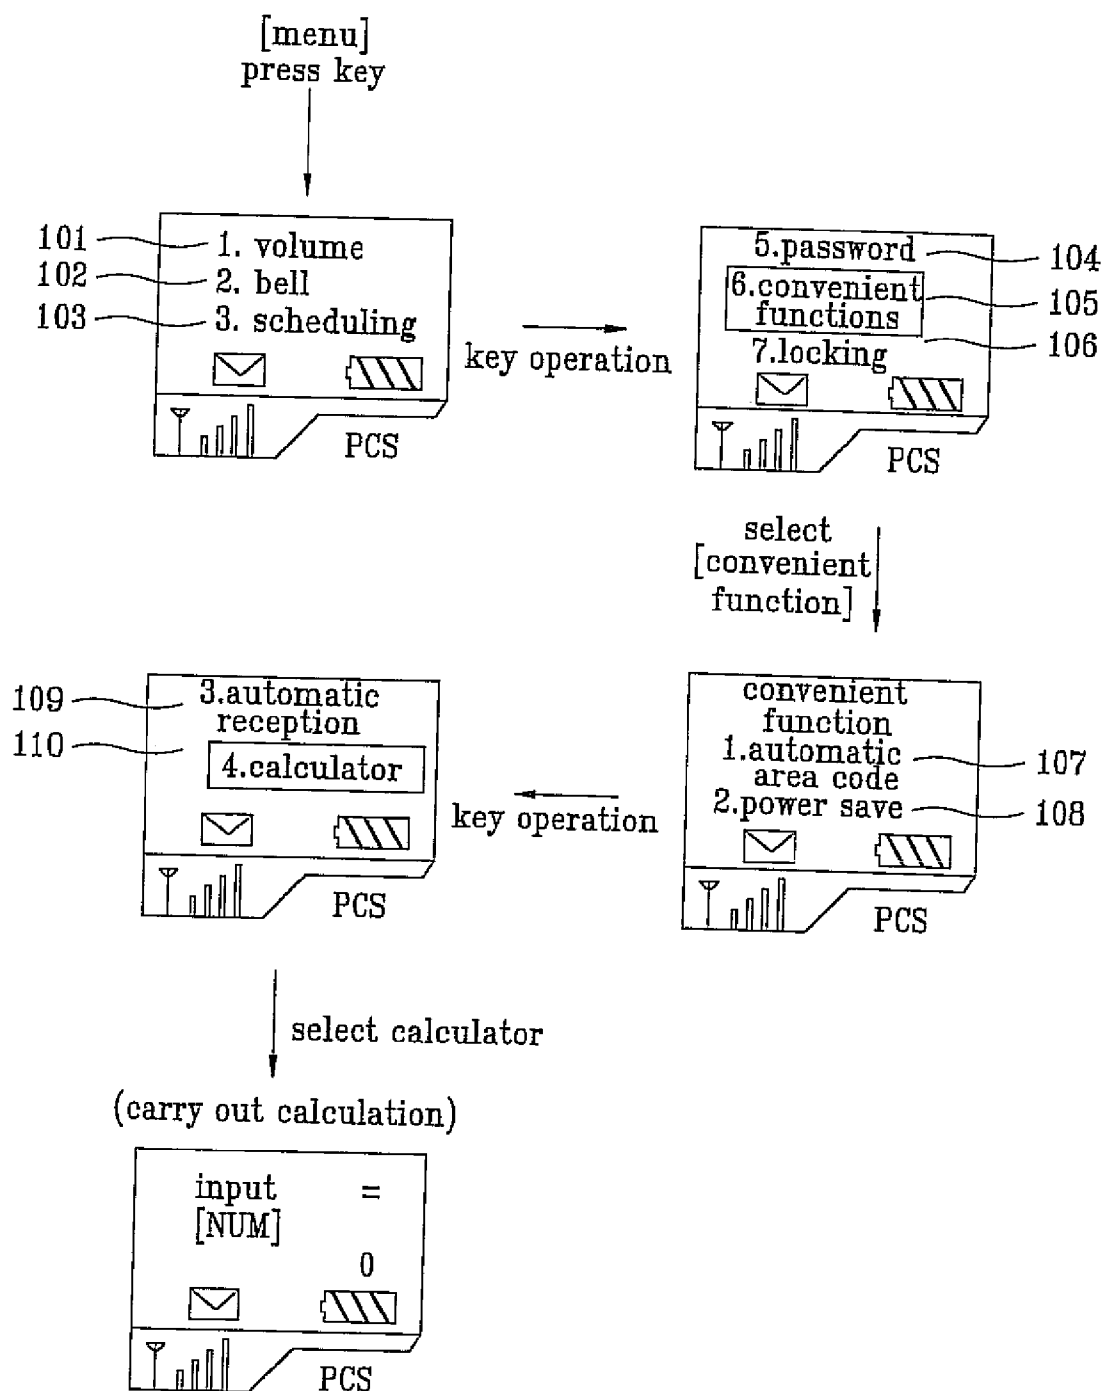 [menu]
press key
101
1. volume
102
2. bell
103
3. scheduling
PCS
key operation
5.password
104
6.convenient
functions
105
106
7.locking
PCS
select
[convenient
function]
convenient
function
1.automatic
area code
107
2.power save
108
PCS
key operation
109
3.automatic
reception
110
4.calculator
PCS
select calculator
(carry out calculation)
input =
[NUM]
0
PCS